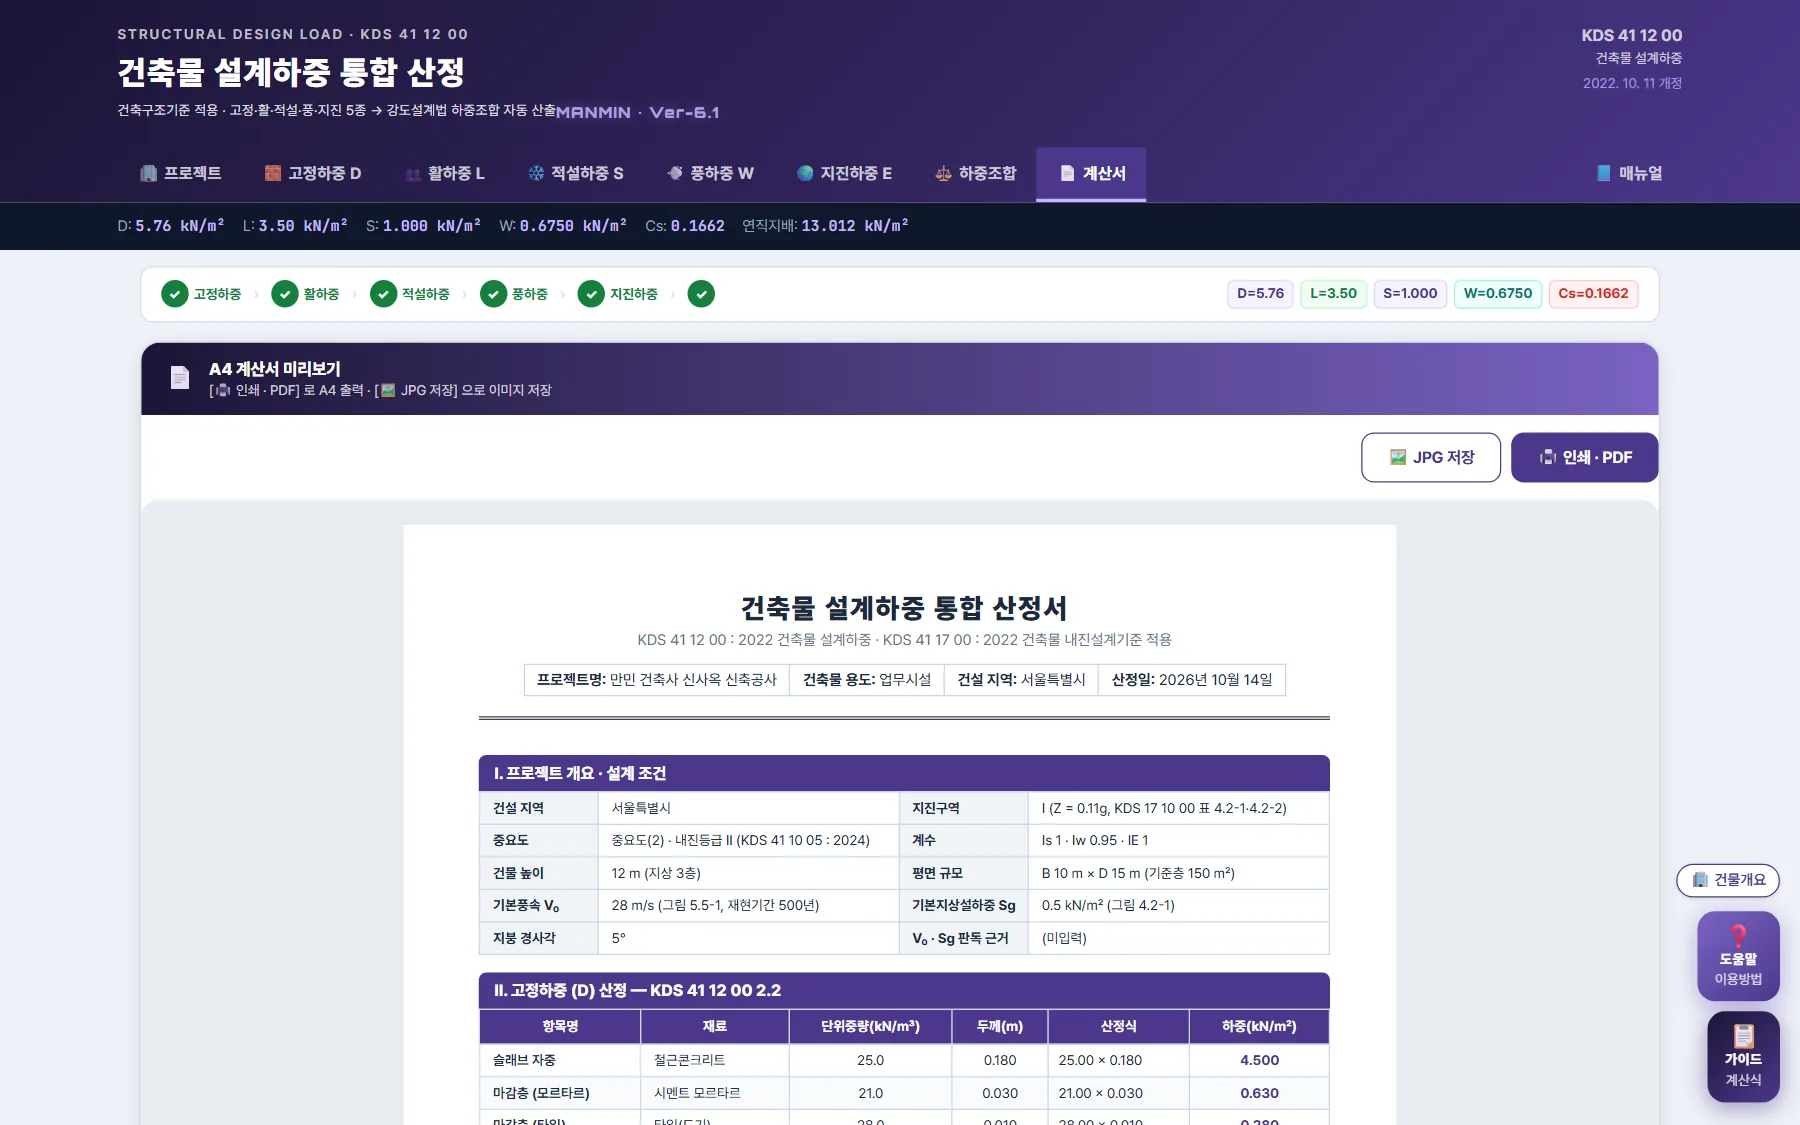 STRUCTURAL DESIGN LOAD · KDS 41 12 00
건축물 설계하중 통합 산정
건축구조기준 적용 · 고정·활·적설·풍·지진 5종 → 강도설계법 하중조합 자동 산출MANMIN · Ver-6.1
KDS 41 12 00
건축물 설계하중
2022. 10. 11 개정
프로젝트 고정하중 D 활하중 L 적설하중 S 풍하중 W 지진하중 E 하중조합 계산서 매뉴얼
D: 5.76 kN/m² L: 3.50 kN/m² S: 1.000 kN/m² W: 0.6750 kN/m² Cs: 0.1662 연직지배: 13.012 kN/m²
고정하중 › 활하중 › 적설하중 › 풍하중 › 지진하중 ›
D=5.76 L=3.50 S=1.000 W=0.6750 Cs=0.1662
A4 계산서 미리보기
[🖨 인쇄 · PDF] 로 A4 출력 · [🖼 JPG 저장] 으로 이미지 저장
JPG 저장
인쇄 · PDF
건축물 설계하중 통합 산정서
KDS 41 12 00 : 2022 건축물 설계하중 · KDS 41 17 00 : 2022 건축물 내진설계기준 적용
프로젝트명: 만민 건축사 신사옥 신축공사 건축물 용도: 업무시설 건설 지역: 서울특별시 산정일: 2026년 10월 14일
I. 프로젝트 개요 · 설계 조건
건설 지역 서울특별시 지진구역 I (Z = 0.11g, KDS 17 10 00 표 4.2-1·4.2-2)
중요도 중요도(2) · 내진등급 II (KDS 41 10 05 : 2024) 계수 Is 1 · Iw 0.95 · IE 1
건물 높이 12 m (지상 3층) 평면 규모 B 10 m × D 15 m (기준층 150 m²)
기본풍속 V₀ 28 m/s (그림 5.5-1, 재현기간 500년) 기본지상설하중 Sg 0.5 kN/m² (그림 4.2-1)
지붕 경사각 5° V₀ · Sg 판독 근거 (미입력)
II. 고정하중 (D) 산정 — KDS 41 12 00 2.2
항목명 재료 단위중량(kN/m³) 두께(m) 산정식 하중(kN/m²)
슬래브 자중 철근콘크리트 25.0 0.180 25.00 × 0.180 4.500
마감층 (모르타르) 시멘트 모르타르 21.0 0.030 21.00 × 0.030 0.630
마감층 (타일) 타일(도기) 28.0 0.010 28.00 × 0.010 0.280
건물개요
도움말
이용방법
가이드
계산식